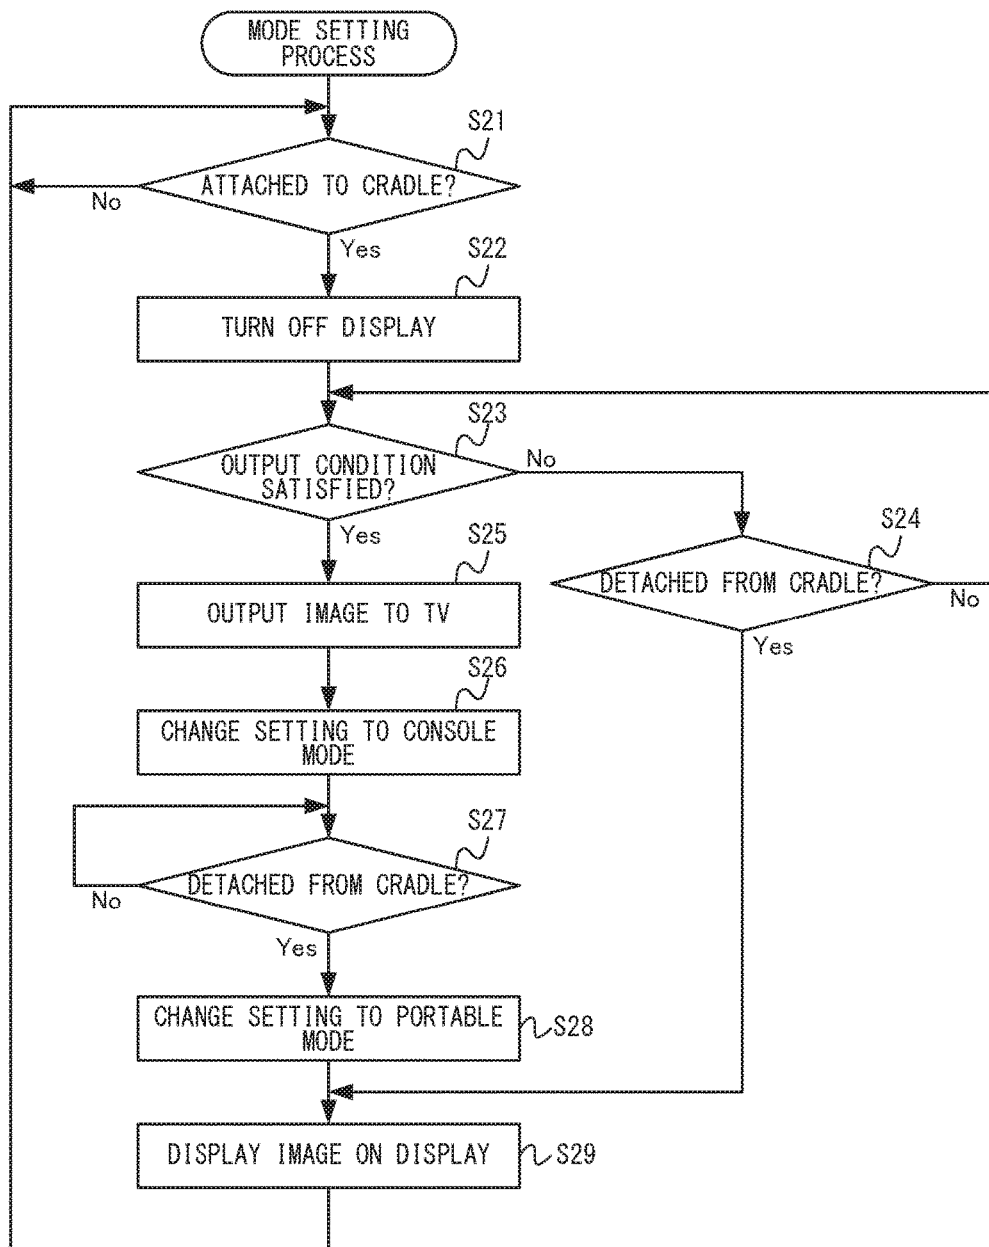 MODE SETTING
PROCESS
S21
ATTACHED TO CRADLE?
No
Yes
S22
TURN OFF DISPLAY
S23
OUTPUT CONDITION
SATISFIED?
No
Yes
S24
DETACHED FROM CRADLE?
No
Yes
S25
OUTPUT IMAGE TO TV
S26
CHANGE SETTING TO CONSOLE
MODE
S27
DETACHED FROM CRADLE?
No
Yes
CHANGE SETTING TO PORTABLE
MODE
S28
DISPLAY IMAGE ON DISPLAY
S29